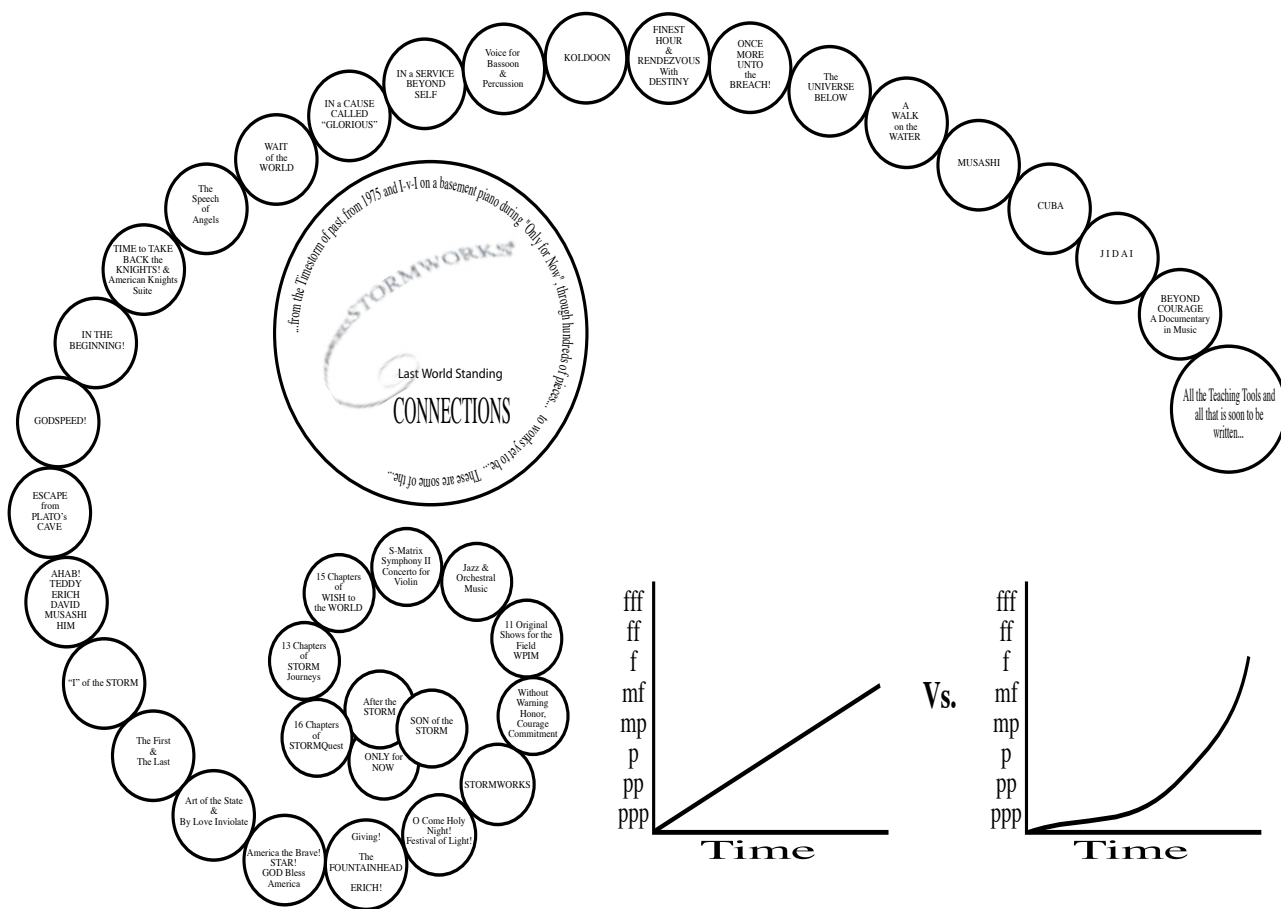 FINEST
HOUR
&
RENDEZVOUS
With
DESTINY
ONCE
MORE
UNTO
the
BREACH!
The
UNIVERSE
BELOW
A
WALK
on the
WATER
MUSASHI
CUBA
J I D A I
BEYOND
COURAGE
A Documentary
in Music
All the Teaching Tools and
all that is soon to be
written...
KOLDOON
Voice for
Bassoon
&
Percussion
IN a SERVICE
BEYOND
SELF
IN a CAUSE
CALLED
“GLORIOUS”
WAIT
of the
WORLD
The
Speech
of
Angels
TIME to TAKE
BACK the
KNIGHTS! &
American Knights
Suite
IN THE
BEGINNING!
GODSPEED!
ESCAPE
from
PLATO’s
CAVE
AHAB!
TEDDY
ERICH
DAVID
MUSASHI
HIM
“I” of the STORM
The First
&
The Last
Art of the State
&
By Love Inviolate
America the Brave!
STAR!
GOD Bless
America
Giving!
The
FOUNTAINHEAD
ERICH!
O Come Holy
Night!
Festival of Light!
STORMWORKS
Without
Warning
Honor,
Courage
Commitment
11 Original
Shows for the
Field
WPIM
Jazz &
Orchestral
Music
S-Matrix
Symphony II
Concerto for
Violin
15 Chapters
of
WISH to
the WORLD
13 Chapters
of
STORM
Journeys
16 Chapters
of
STORMQuest
After the
STORM
SON of the
STORM
ONLY for
NOW
...from the Timestorm of past, from 1975 and I-v-I on a basement piano during "Only for Now" , through hundreds of pieces... to works yet to be... These are some of the...
STORMWORKS®
Last World Standing
CONNECTIONS
fff
ff
f
mf
mp
p
pp
ppp
Time
Vs.
fff
ff
f
mf
mp
p
pp
ppp
Time